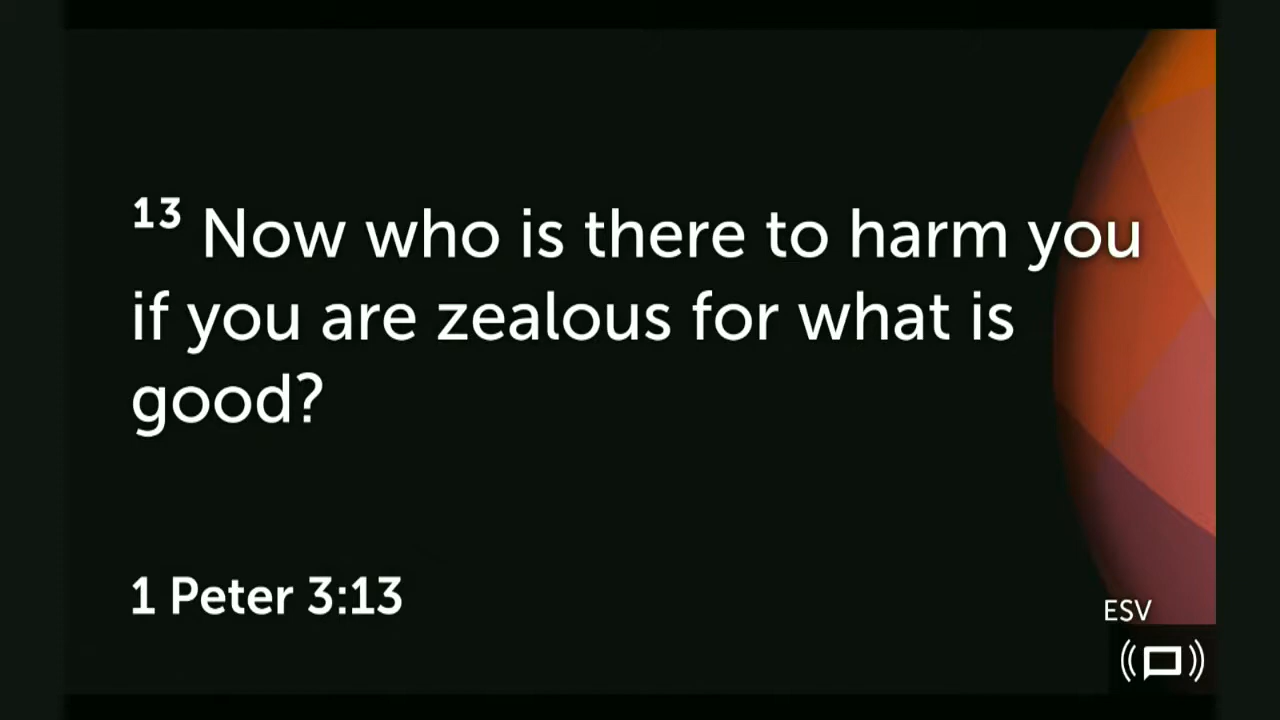 13 Now who is there to harm you
if you are zealous for what is
good?
1 Peter 3:13
ESV